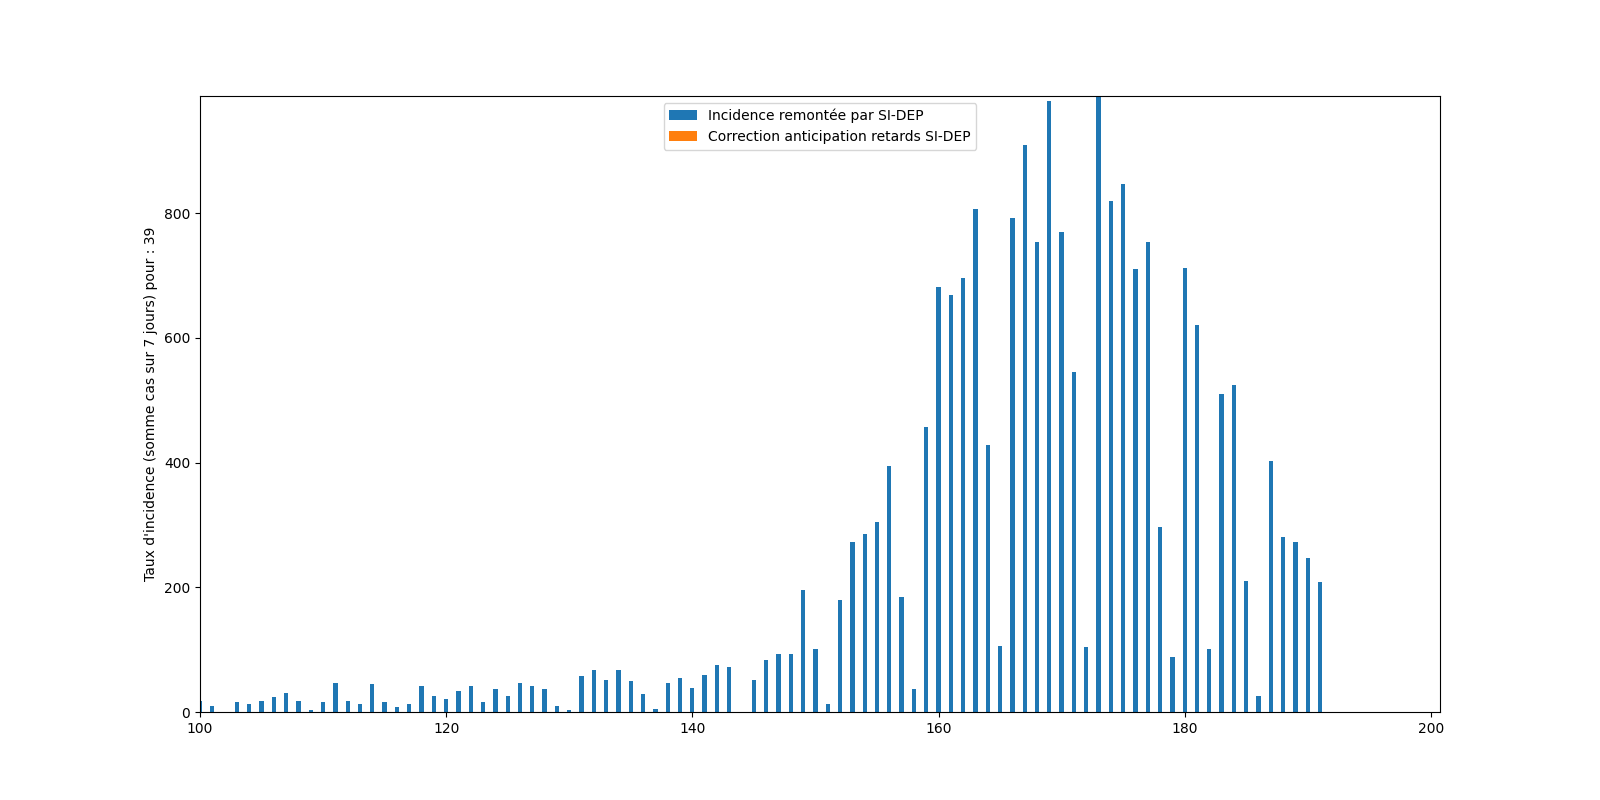 Incidence remontée par SI-DEP
Correction anticipation retards SI-DEP
Taux d'incidence (somme cas sur 7 jours) pour : 39
800
600
400
200
0
100 120 140 160 180 200